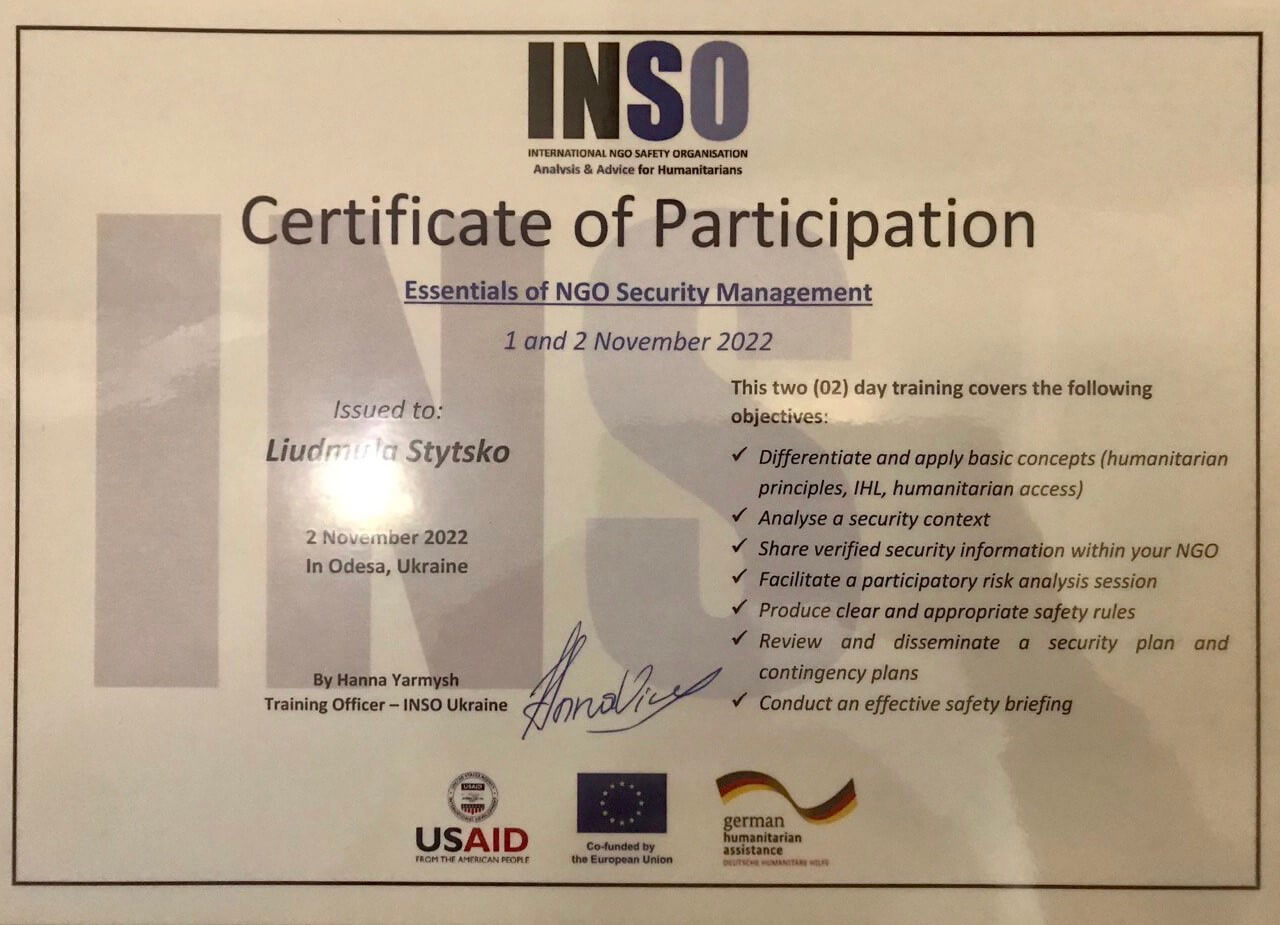 INSO
INTERNATIONAL NGO SAFETY ORGANISATION
Analysis & Advice for Humanitarians
Certificate of Participation
Essentials of NGO Security Management
1 and 2 November 2022
Issued to:
Stytsko
2 November 2022
In Odesa, Ukraine
By Hanna Yarmysh
Training Officer – INSO Ukraine
This two (02) day training covers the following
objectives:
✓ Differentiate and apply basic concepts (humanitarian
principles, IHL, humanitarian access)
✓ Analyse a security context
✓ Share verified security information within your NGO
✓ Facilitate a participatory risk analysis session
✓ Produce clear and appropriate safety rules
✓ Review and disseminate a security plan and
contingency plans
✓ Conduct an effective safety briefing
USAID
USAID
FROM THE AMERICAN PEOPLE
Co-funded by
the European Union
german
humanitarian
assistance
DEUTSCHE HUMANITÄRE HILFE